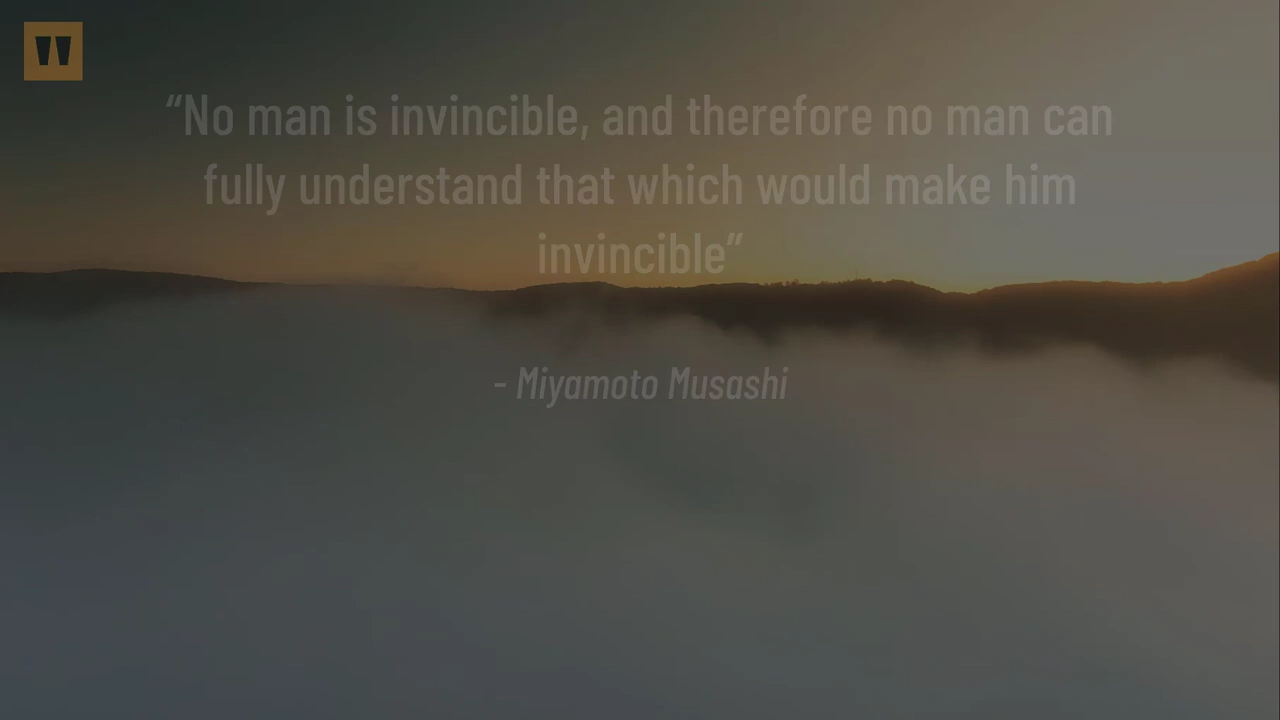 “No man is invincible, and therefore no man can
fully understand that which would make him
invincible”
- Miyamoto Musashi